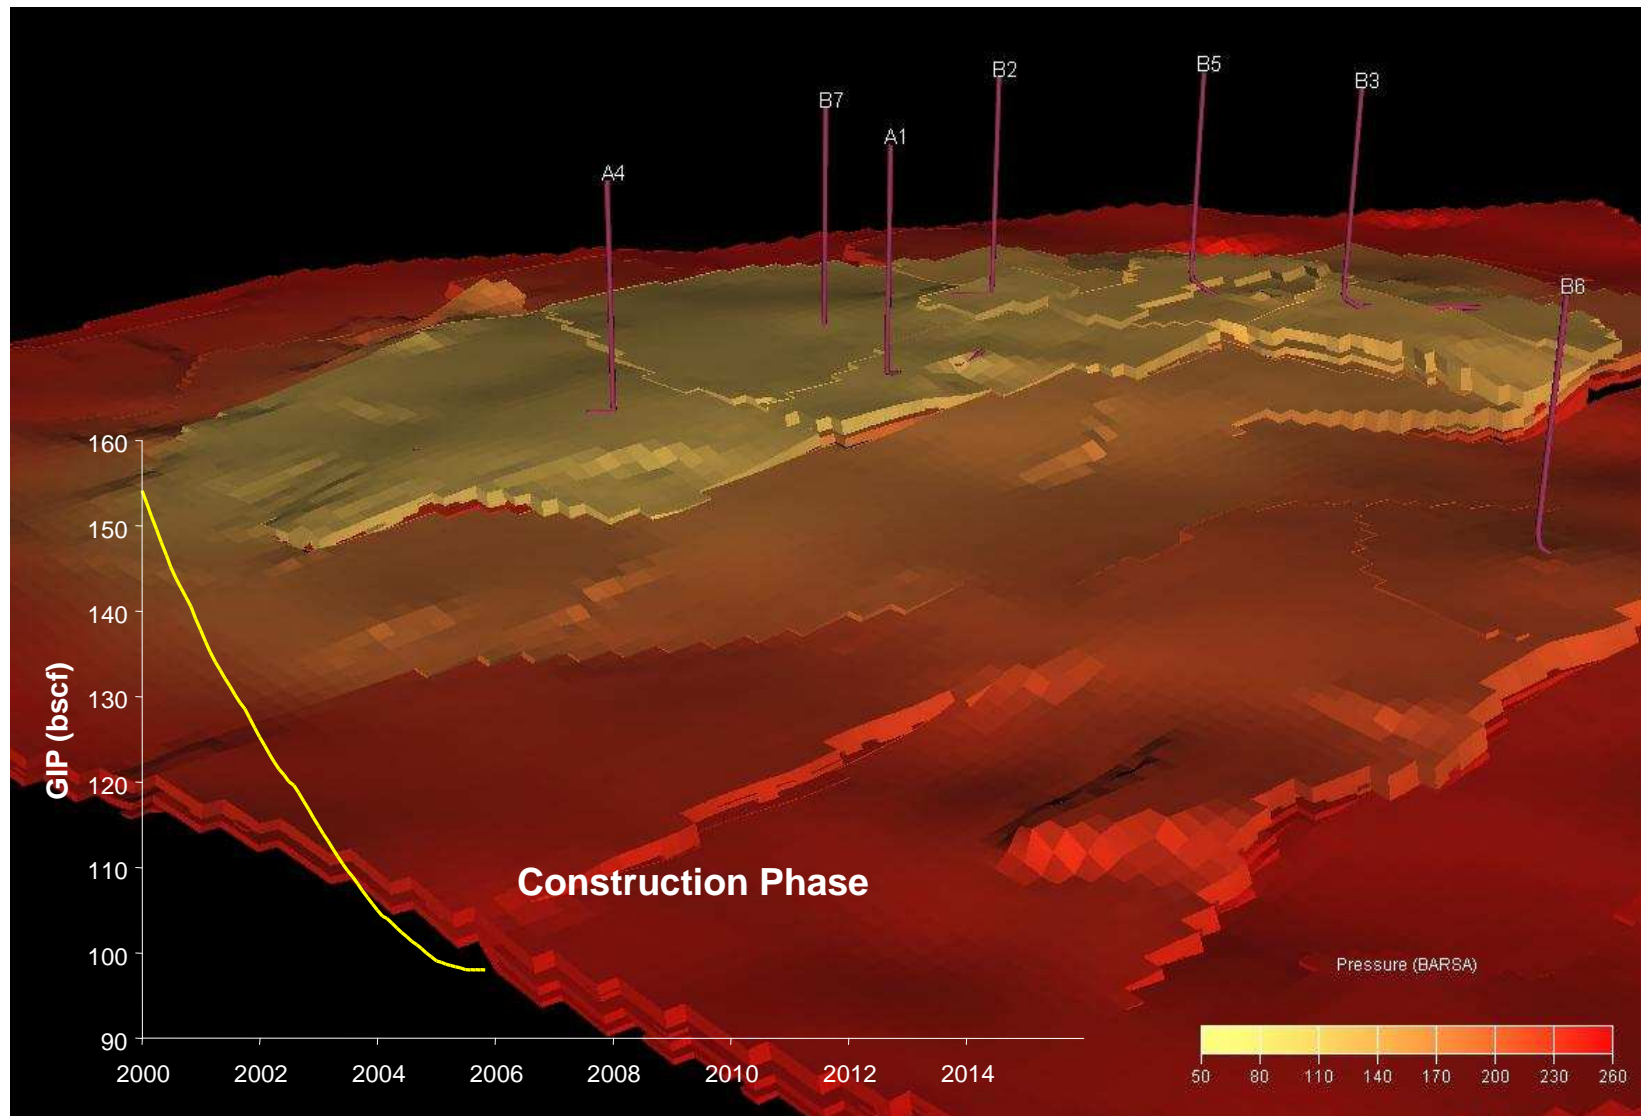 B2
B5
B3
B7
A1
A4
B6
160
150
140
130
120
110
100
90
GIP (bscf)
2000 2002 2004 2006 2008 2010 2012 2014
Construction Phase
Pressure (BARSA)
50 80 110 140 170 200 230 260